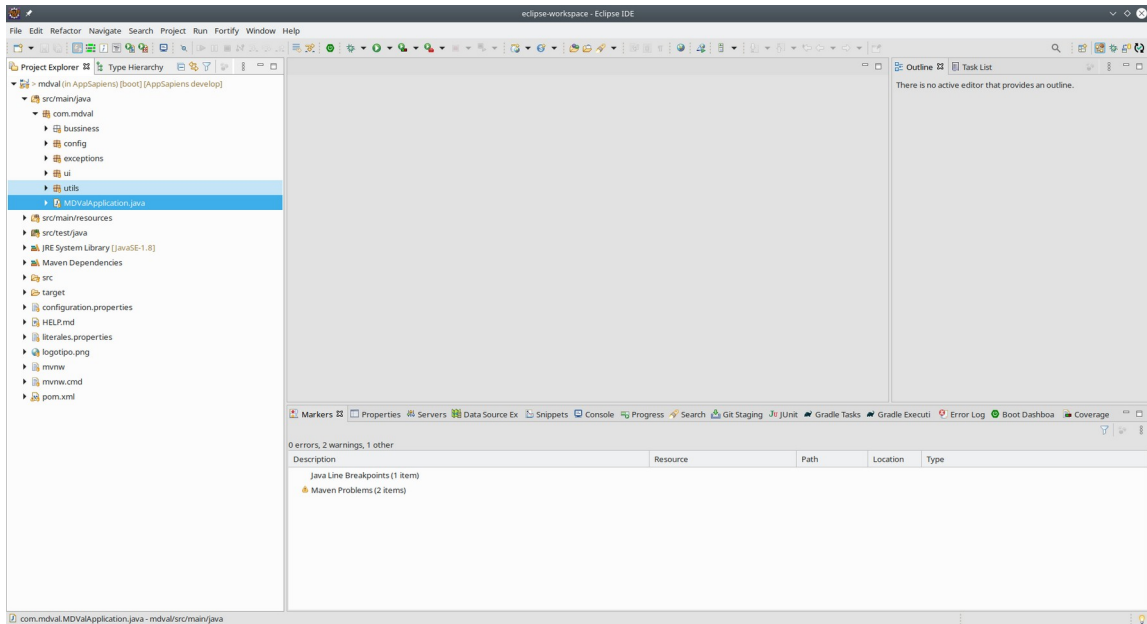 eclipse-workspace - Eclipse IDE
File Edit Refactor Navigate Search Project Run Fortify Window Help
Project Explorer Type Hierarchy
> mdval (in AppSapiens) [boot] [AppSapiens develop]
src/main/java
com.mdval
bussiness
config
exceptions
ui
utils
MDValApplication.java
src/main/resources
src/test/java
JRE System Library [JavaSE-1.8]
Maven Dependencies
src
target
configuration.properties
HELP.md
literales.properties
logotipo.png
mvnw
mvnw.cmd
pom.xml
Outline Task List
There is no active editor that provides an outline.
Markers Properties Servers Data Source Ex Snippets Console Progress Search Git Staging JUnit Gradle Tasks Gradle Executi Error Log Boot Dashboa Coverage
0 errors, 2 warnings, 1 other
Description Resource Path Location Type
Java Line Breakpoints (1 item)
Maven Problems (2 items)
com.mdval.MDValApplication.java - mdval/src/main/java